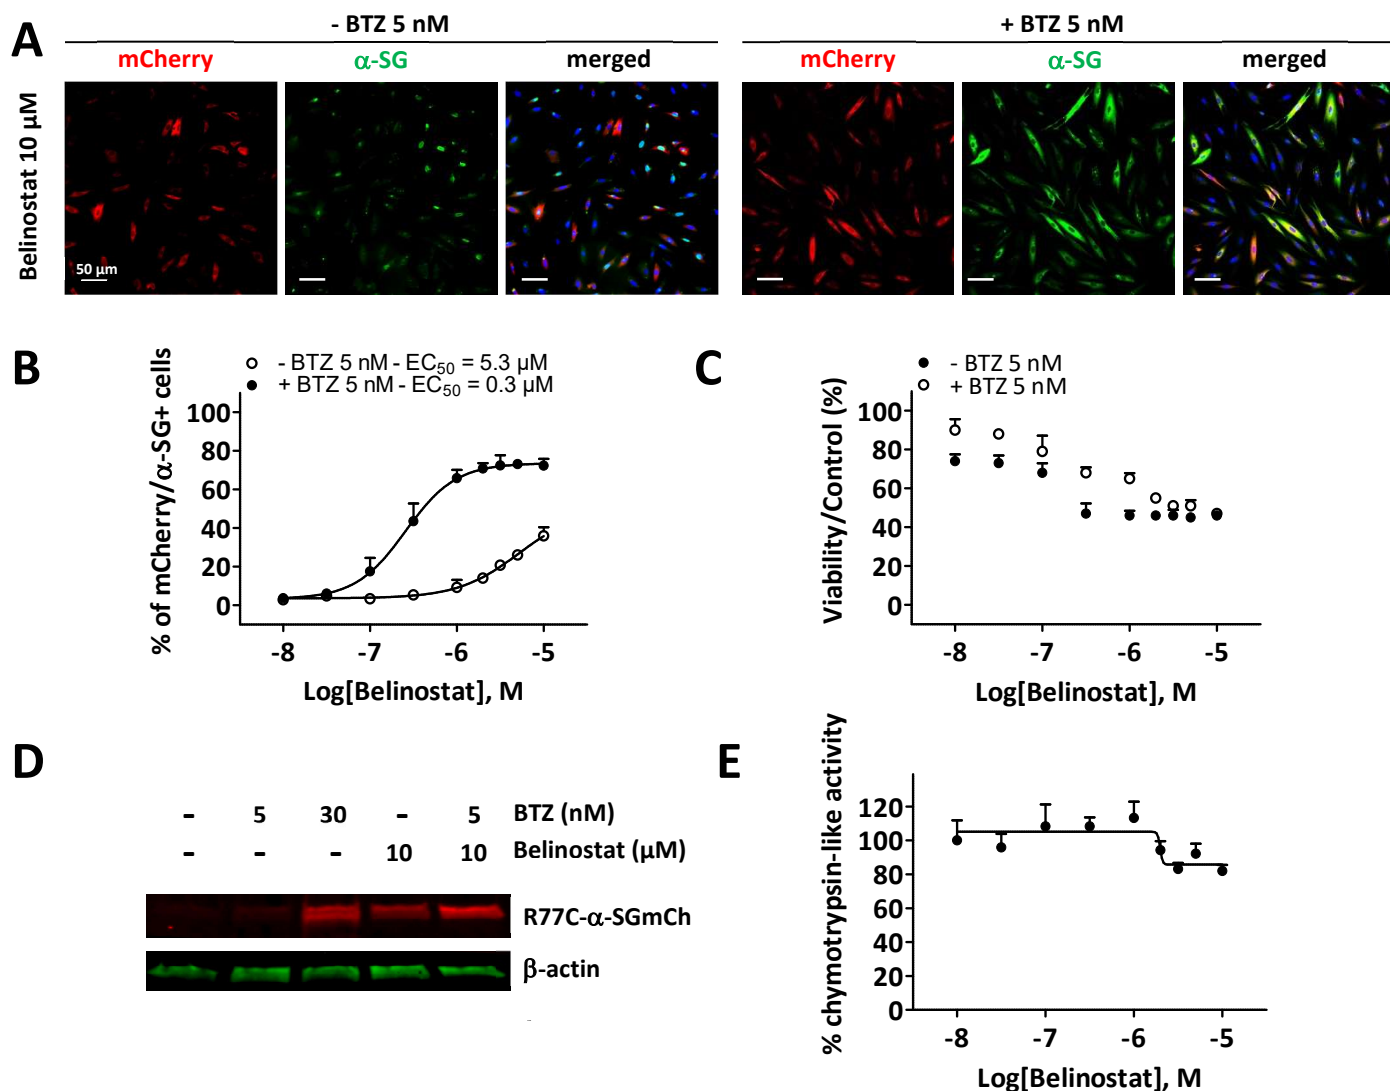 A
- BTZ 5 nM
+ BTZ 5 nM
mCherry
α-SG
merged
mCherry
α-SG
merged
Belinostat 10 µM
50 µm
B
- BTZ 5 nM - EC50 = 5.3 µM
+ BTZ 5 nM - EC50 = 0.3 µM
% of mCherry/α-SG+ cells
100
80
60
40
20
0
-8 -7 -6 -5
Log[Belinostat], M
C
- BTZ 5 nM
+ BTZ 5 nM
Viability/Control (%)
100
80
60
40
20
0
-8 -7 -6 -5
Log[Belinostat], M
D
- 5 30 - 5 BTZ (nM)
- - - 10 10 Belinostat (µM)
R77C-α-SGmCh
β-actin
E
% chymotrypsin-like activity
120
100
80
60
40
20
0
-8 -7 -6 -5
Log[Belinostat], M